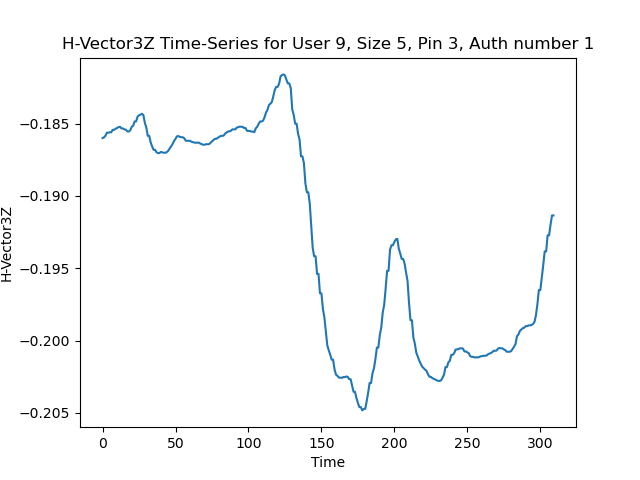 H-Vector3Z Time-Series for User 9, Size 5, Pin 3, Auth number 1
H-Vector3Z
−0.185
−0.190
−0.195
−0.200
−0.205
0 50 100 150 200 250 300
Time